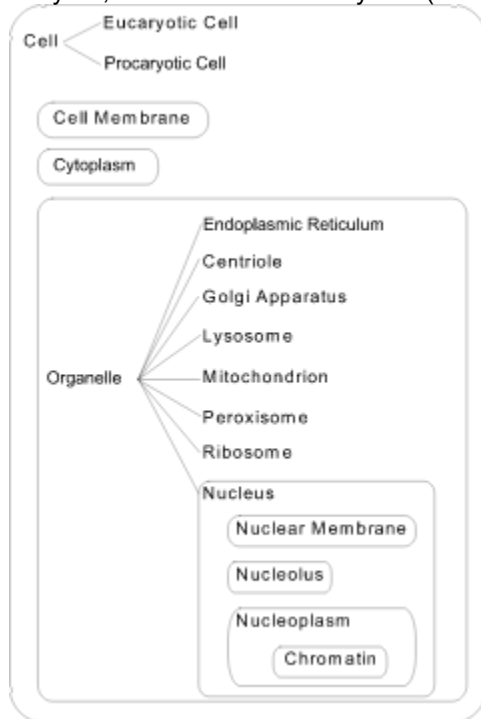 Eucaryotic Cell
Cell
Procaryotic Cell
Cell Membrane
Cytoplasm
Endoplasmic Reticulum
Centriole
Golgi Apparatus
Lysosome
Organelle
Mitochondrion
Peroxisome
Ribosome
Nucleus
Nuclear Membrane
Nucleolus
Nucleoplasm
Chromatin